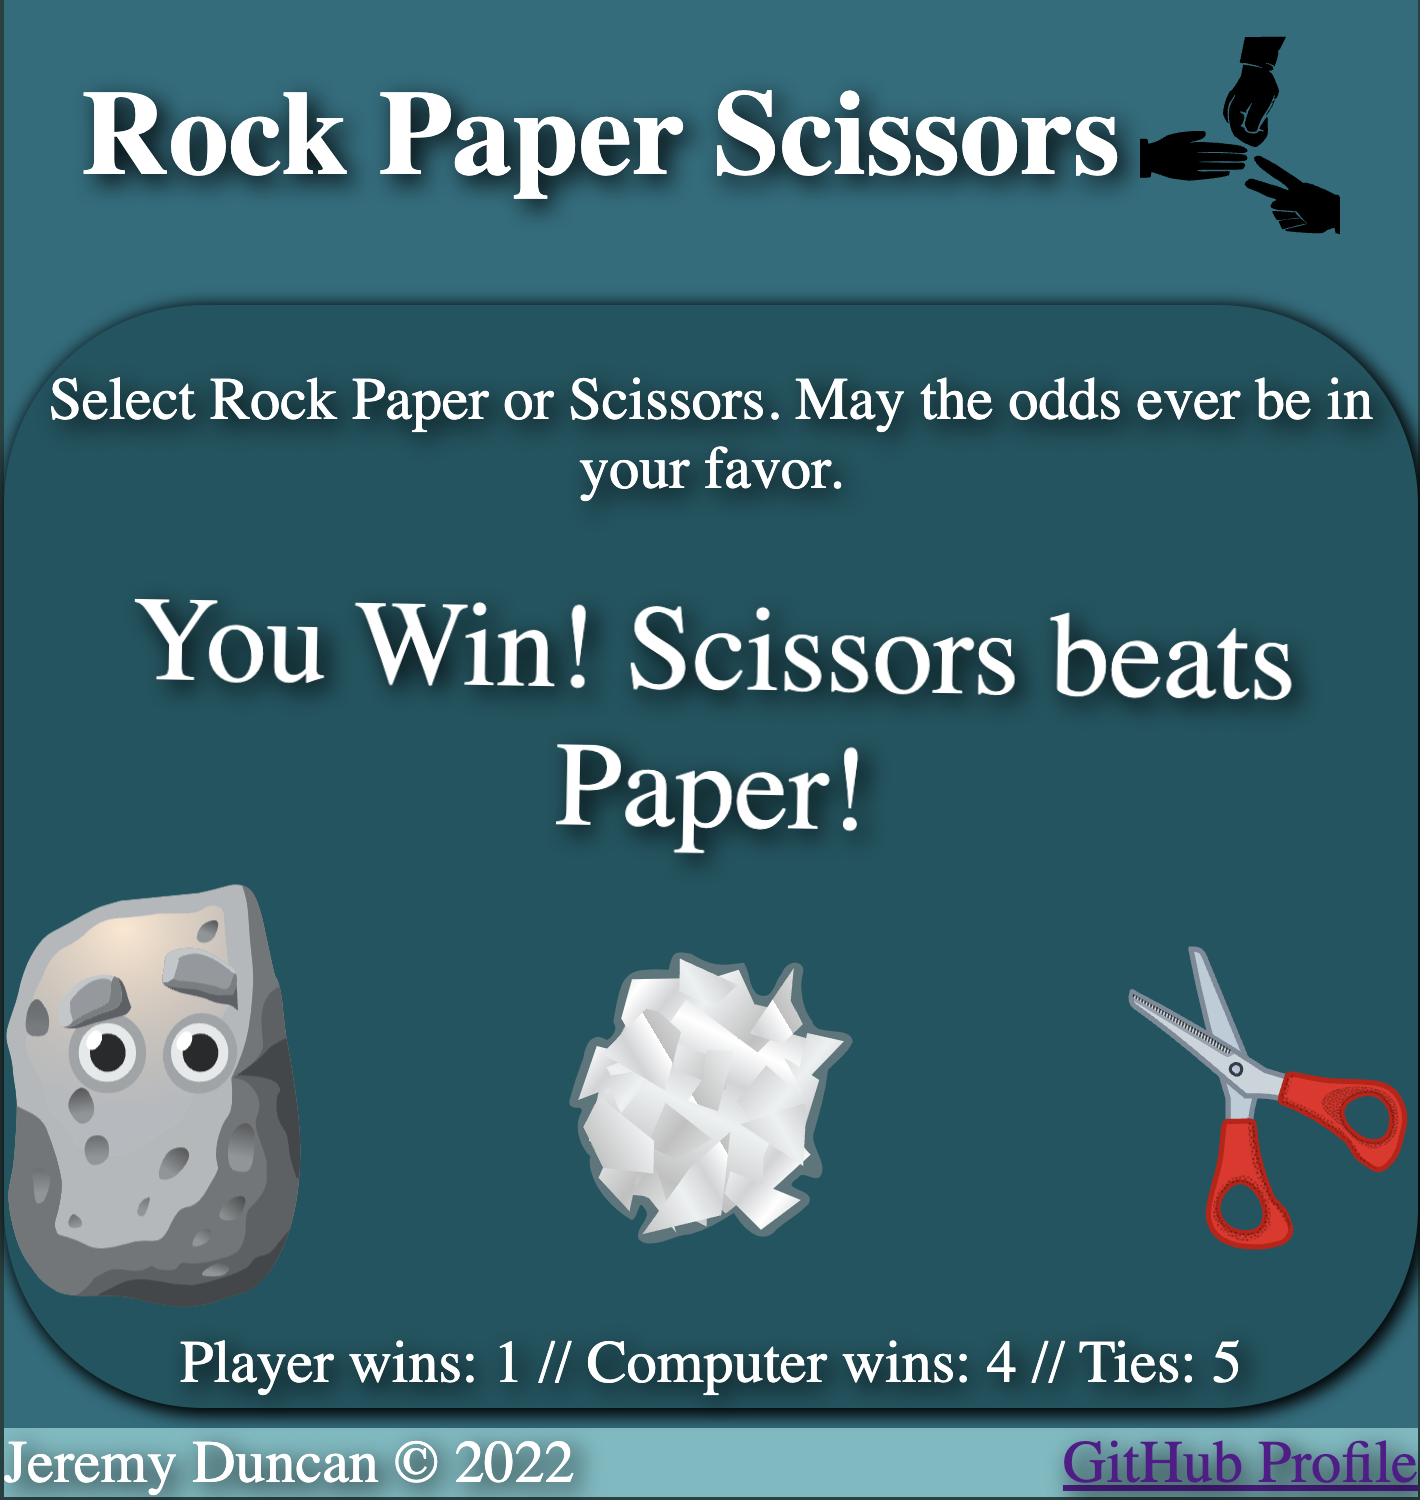 Rock Paper Scissors
Select Rock Paper or Scissors. May the odds ever be in
your favor.
You Win! Scissors beats
Paper!
Player wins: 1 // Computer wins: 4 // Ties: 5
Jeremy Duncan © 2022
GitHub Profile